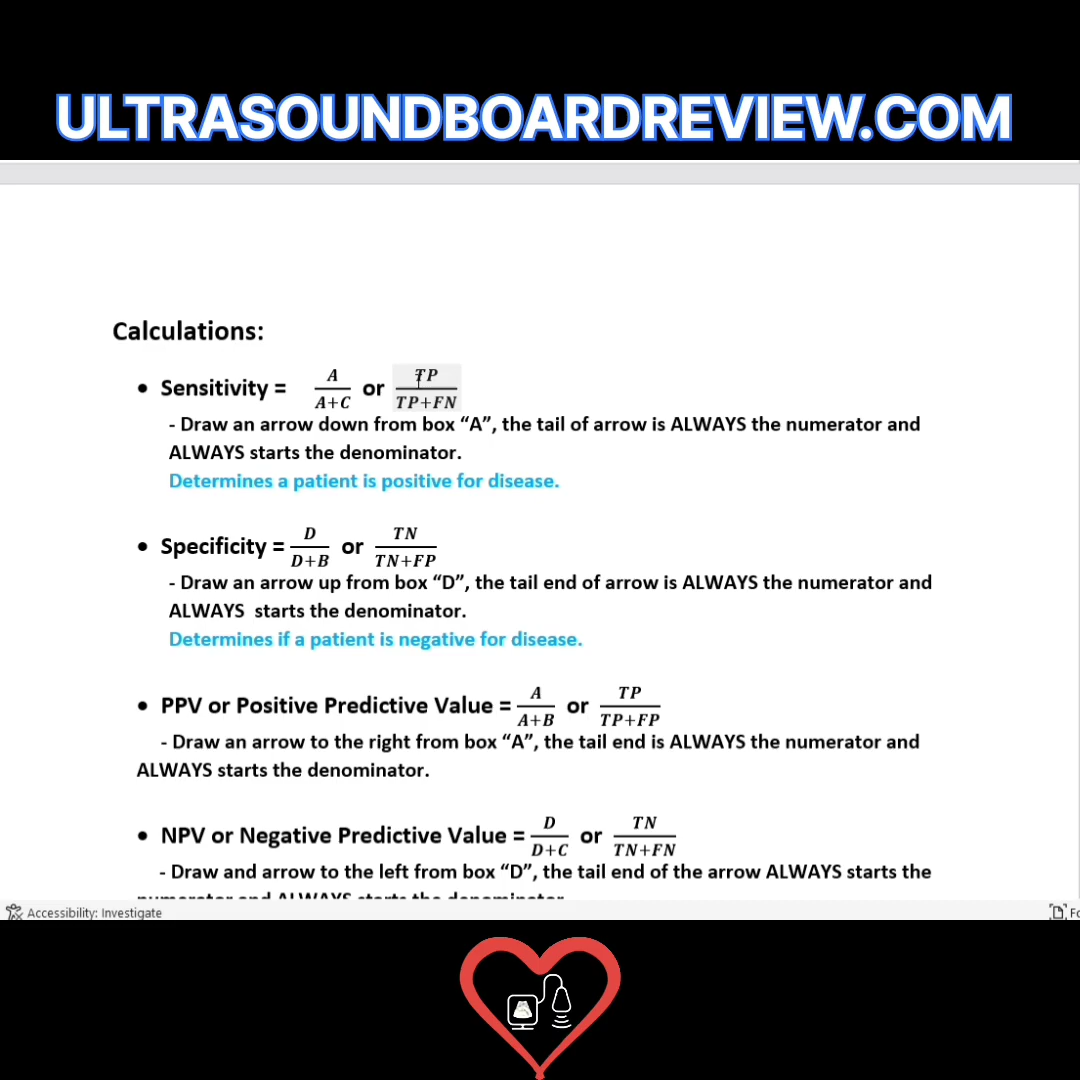 ULTRASOUNDBOARDREVIEW.COM
Calculations:
• Sensitivity = A/A+C or TP/TP+FN
- Draw an arrow down from box “A”, the tail of arrow is ALWAYS the numerator and
ALWAYS starts the denominator.
Determines a patient is positive for disease.
• Specificity = D/D+B or TN/TN+FP
- Draw an arrow up from box “D”, the tail end of arrow is ALWAYS the numerator and
ALWAYS starts the denominator.
Determines if a patient is negative for disease.
• PPV or Positive Predictive Value = A/A+B or TP/TP+FP
- Draw an arrow to the right from box “A”, the tail end is ALWAYS the numerator and
ALWAYS starts the denominator.
• NPV or Negative Predictive Value = D/D+C or TN/TN+FN
- Draw and arrow to the left from box “D”, the tail end of the arrow ALWAYS starts the
numerator and ALWAYS starts the denominator.
Accessibility: Investigate